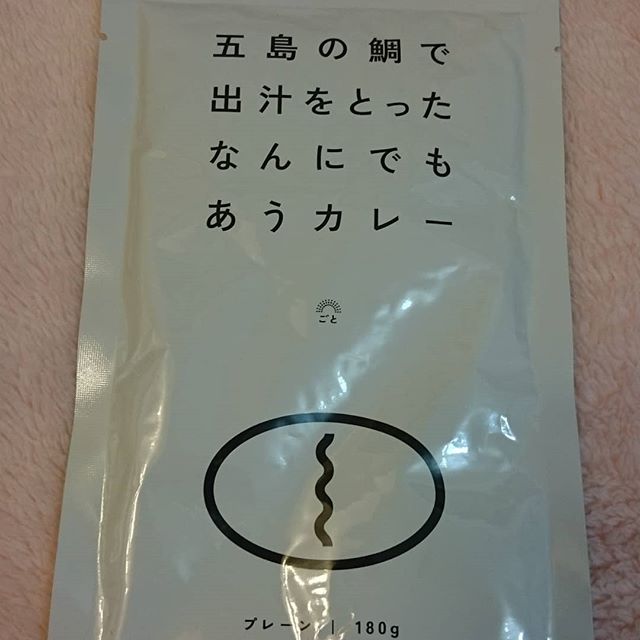 五島の鯛で
出汁をとった
なんにでも
あうカレー
ごと
プレーン | 180g